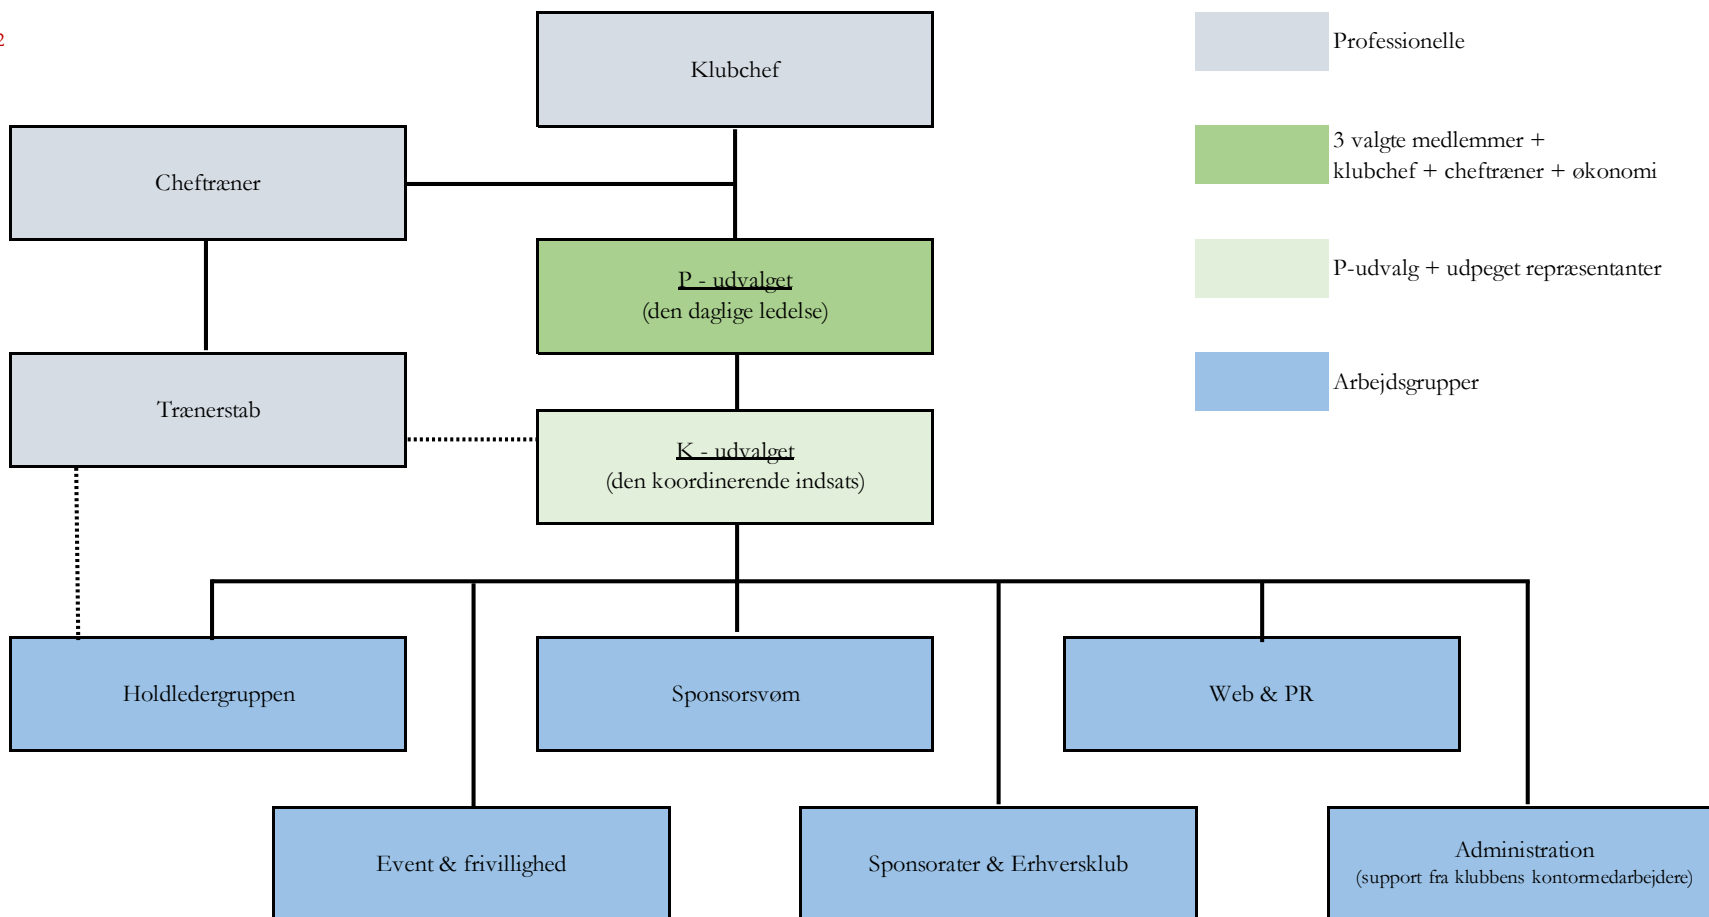 2
Klubchef
Professionelle
Cheftræner
3 valgte medlemmer +
klubchef + cheftræner + økonomi
P - udvalget
(den daglige ledelse)
P-udvalg + udpeget repræsentanter
Trænerstab
Arbejdsgrupper
K - udvalget
(den koordinerende indsats)
Holdledergruppen
Sponsorsvøm
Web & PR
Event & frivillighed
Sponsorater & Erhversklub
Administration
(support fra klubbens kontormedarbejdere)